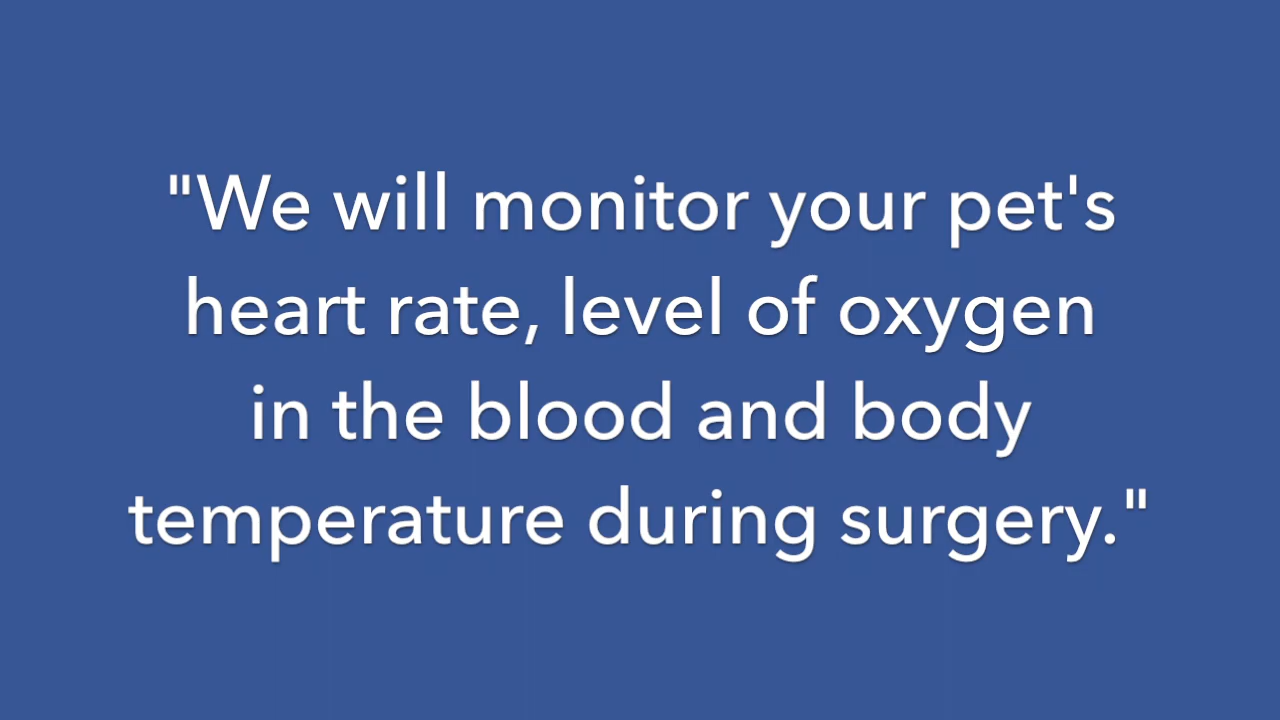 "We will monitor your pet's
heart rate, level of oxygen
in the blood and body
temperature during surgery."